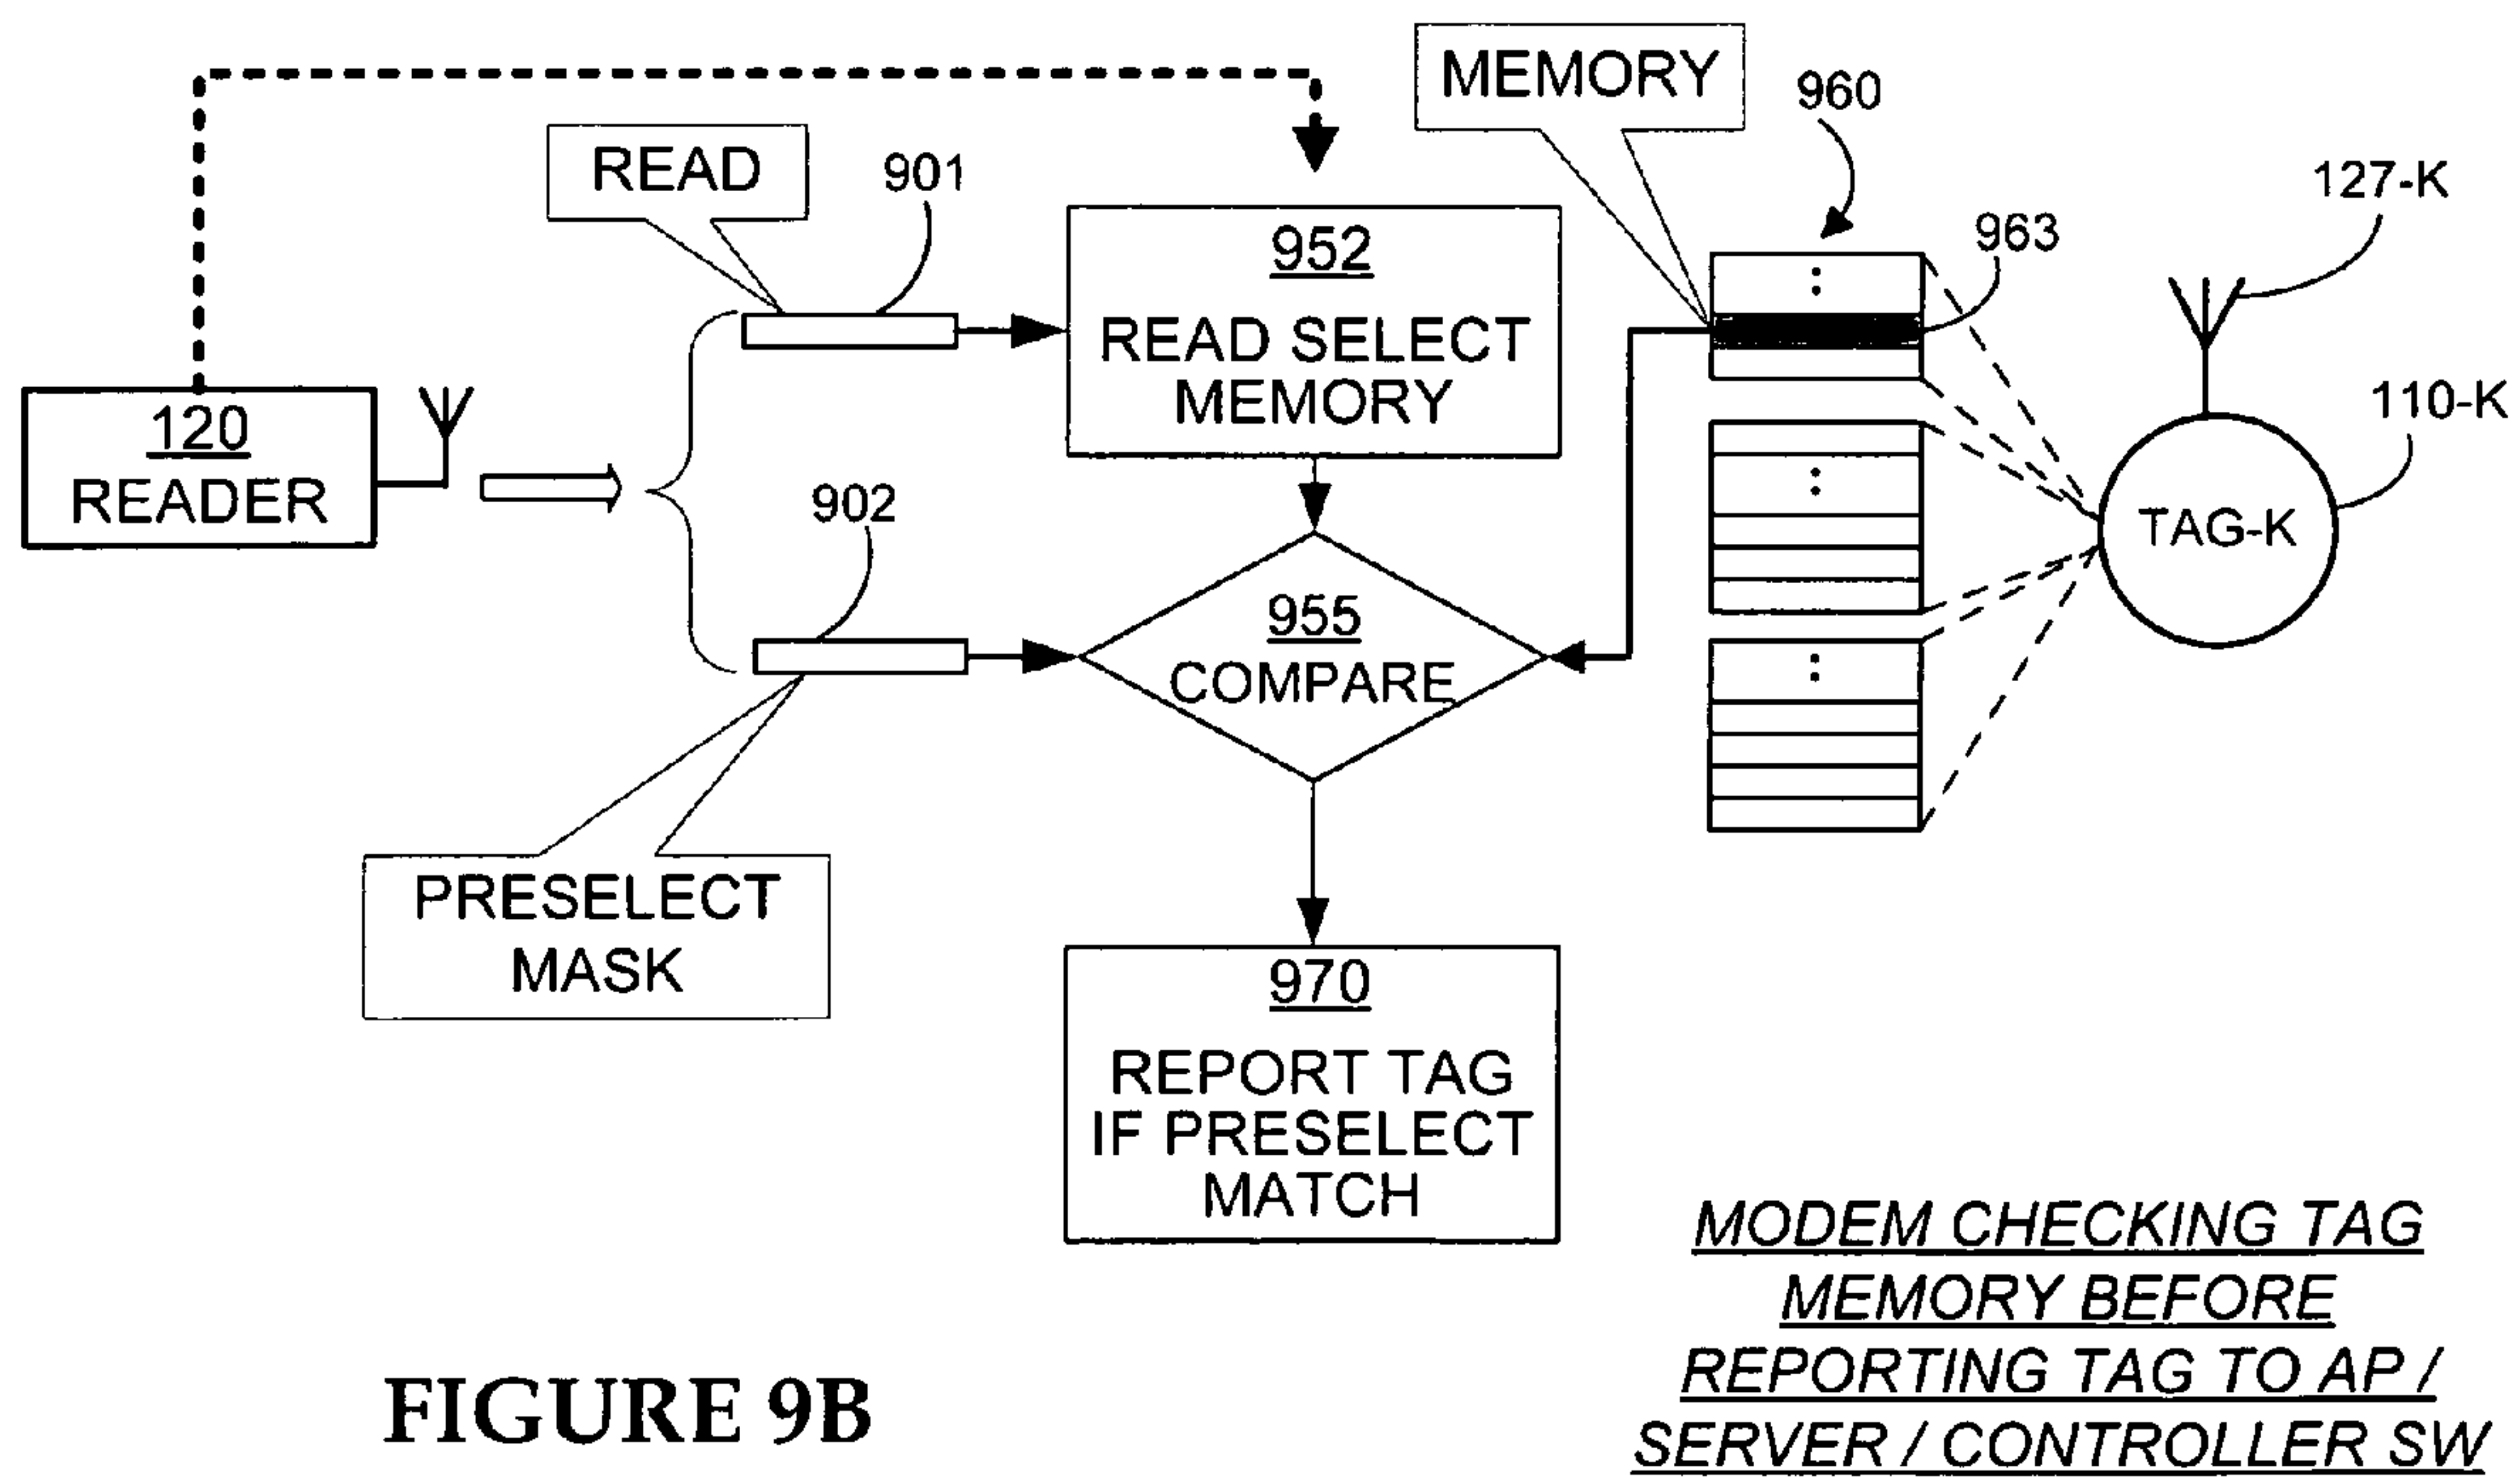 MEMORY
960
READ
901
127-K
963
952
READ SELECT
MEMORY
120
READER
110-K
902
TAG-K
955
COMPARE
PRESELECT
MASK
970
REPORT TAG
IF PRESELECT
MATCH
MODEM CHECKING TAG
MEMORY BEFORE
REPORTING TAG TO AP /
SERVER / CONTROLLER SW
FIGURE 9B